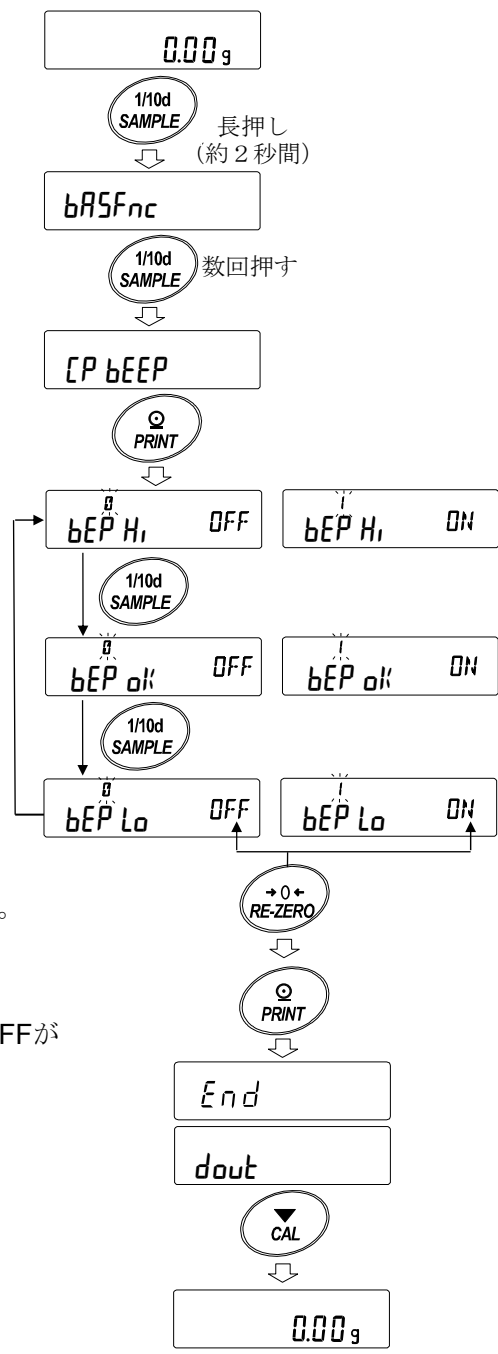 0.00 g
1/10d
SAMPLE
長押し
(約２秒間)
bASFnc
1/10d
SAMPLE
数回押す
CP bEEP
PRINT
0
bEP Hi OFF
1
bEP Hi ON
1/10d
SAMPLE
0
bEP oK OFF
1
bEP oK ON
1/10d
SAMPLE
0
bEP Lo OFF
1
bEP Lo ON
→0←
RE-ZERO
。
PRINT
FFが
End
dout
CAL
0.00 g